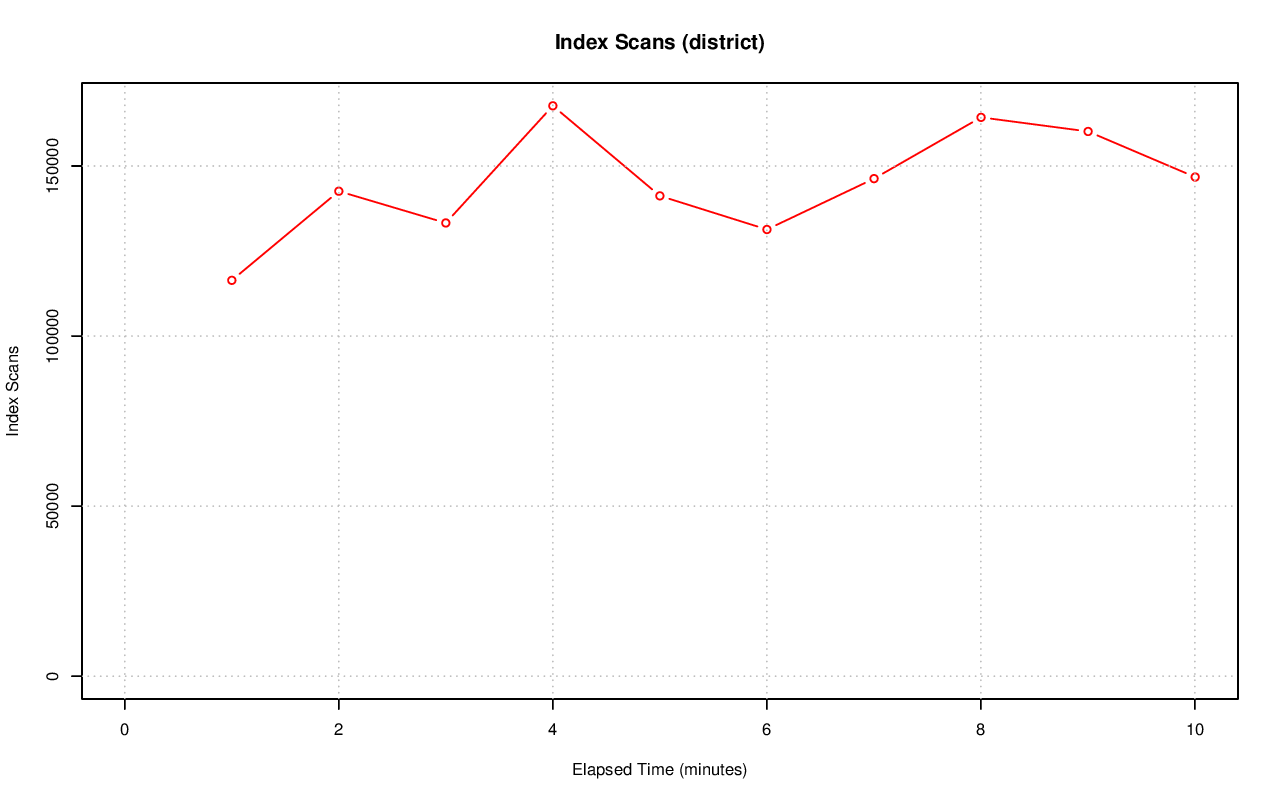 Index Scans (district)
Index Scans
150000
100000
50000
0
0 2 4 6 8 10
Elapsed Time (minutes)